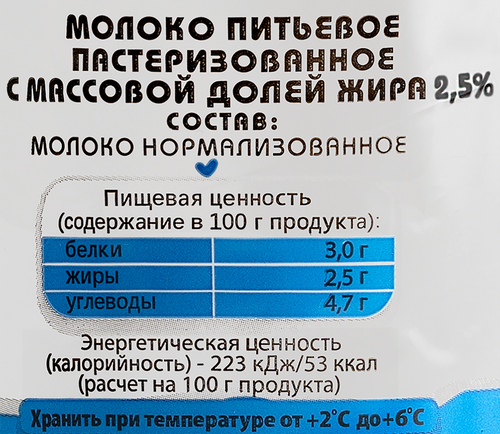 МОЛОКО ПИТЬЕВОЕ
ПАСТЕРИЗОВАННОЕ
С МАССОВОЙ ДОЛЕЙ ЖИРА 2,5%
СОСТАВ:
МОЛОКО НОРМАЛИЗОВАННОЕ
Пищевая ценность
(содержание в 100 г продукта):
белки 3,0 г
жиры 2,5 г
углеводы 4,7 г
Энергетическая ценность
(калорийность) - 223 кДж/53 ккал
(расчет на 100 г продукта)
Хранить при температуре от +2˚С до+6˚С